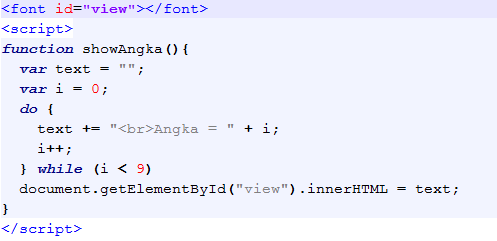 <font id="view"></font>
<script>
function showAngka(){
  var text = "";
  var i = 0;
  do {
    text += "<br>Angka = " + i;
    i++;
  } while (i < 9)
  document.getElementById("view").innerHTML = text;
}
</script>